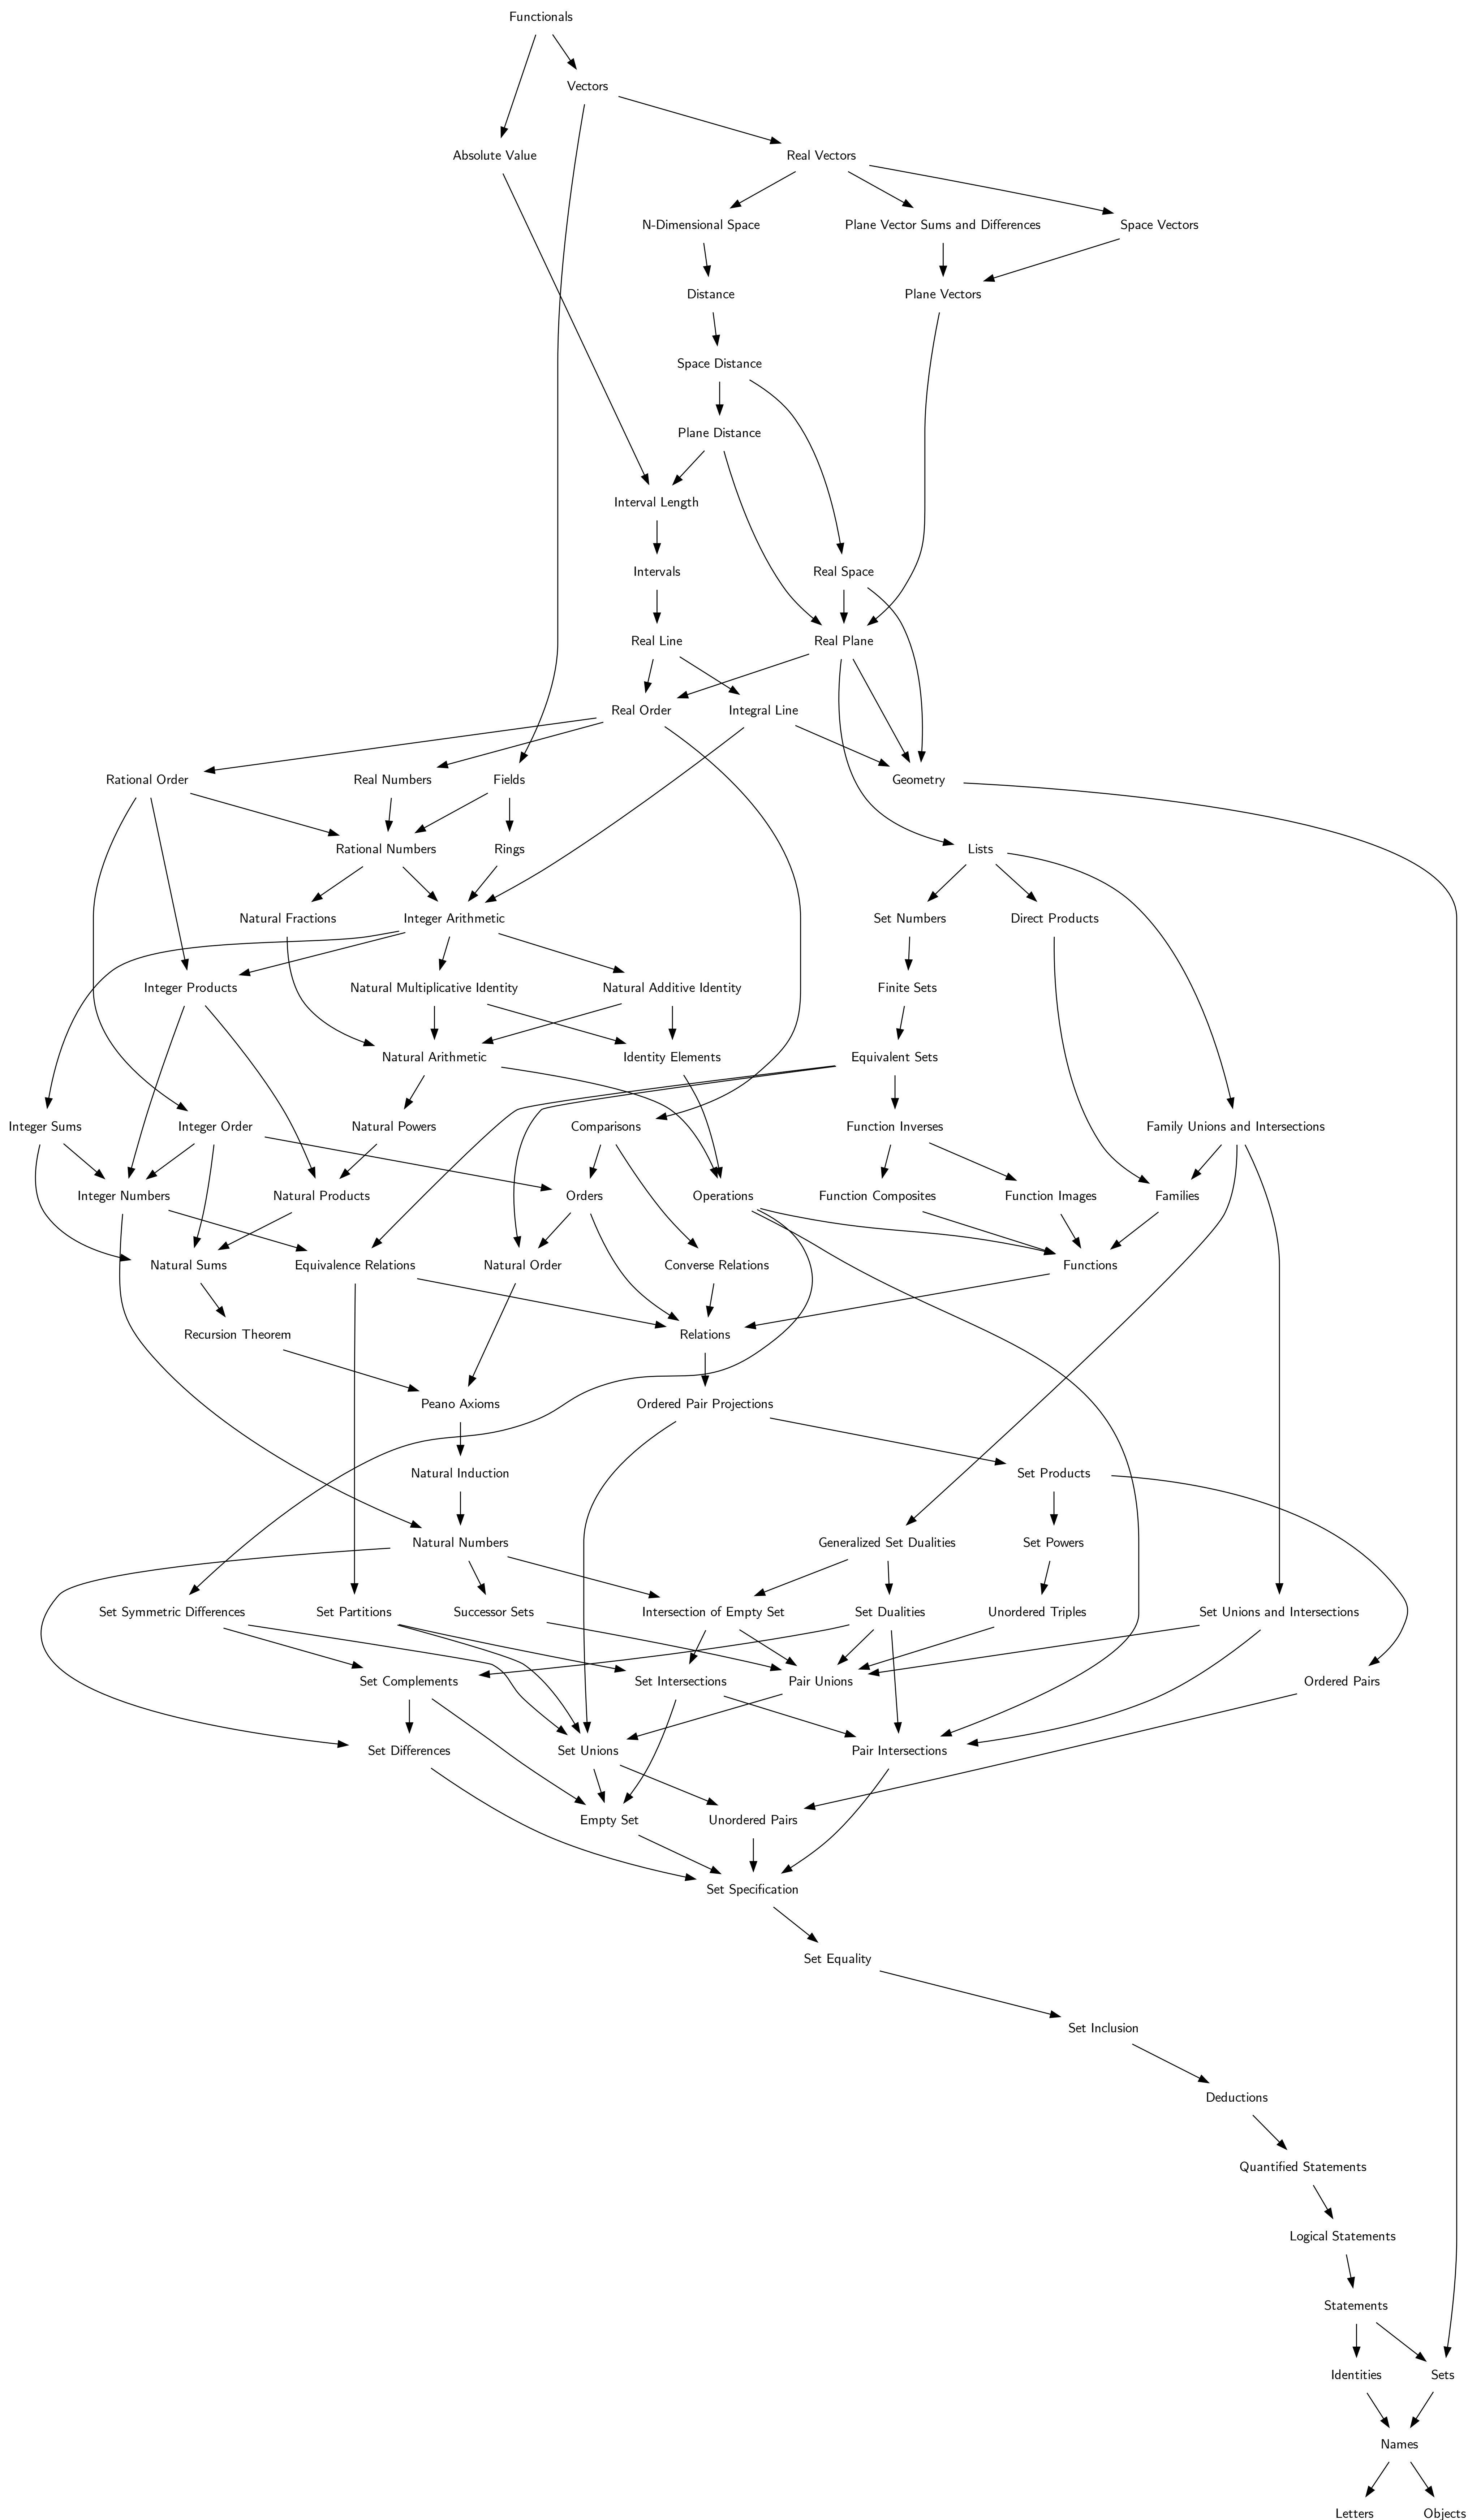 Functionals
Vectors
Absolute Value
Real Vectors
N-Dimensional Space
Plane Vector Sums and Differences
Space Vectors
Distance
Plane Vectors
Space Distance
Plane Distance
Interval Length
Intervals
Real Space
Real Line
Real Plane
Real Order
Integral Line
Rational Order
Real Numbers
Fields
Geometry
Rational Numbers
Rings
Lists
Natural Fractions
Integer Arithmetic
Set Numbers
Direct Products
Integer Products
Natural Multiplicative Identity
Natural Additive Identity
Finite Sets
Natural Arithmetic
Identity Elements
Equivalent Sets
Integer Sums
Integer Order
Natural Powers
Comparisons
Function Inverses
Family Unions and Intersections
Integer Numbers
Natural Products
Orders
Operations
Function Composites
Function Images
Families
Natural Sums
Equivalence Relations
Natural Order
Converse Relations
Functions
Recursion Theorem
Relations
Peano Axioms
Ordered Pair Projections
Natural Induction
Set Products
Natural Numbers
Generalized Set Dualities
Set Powers
Set Symmetric Differences
Set Partitions
Successor Sets
Intersection of Empty Set
Set Dualities
Unordered Triples
Set Unions and Intersections
Set Complements
Set Intersections
Pair Unions
Ordered Pairs
Set Differences
Set Unions
Pair Intersections
Empty Set
Unordered Pairs
Set Specification
Set Equality
Set Inclusion
Deductions
Quantified Statements
Logical Statements
Statements
Identities
Sets
Names
Letters
Objects